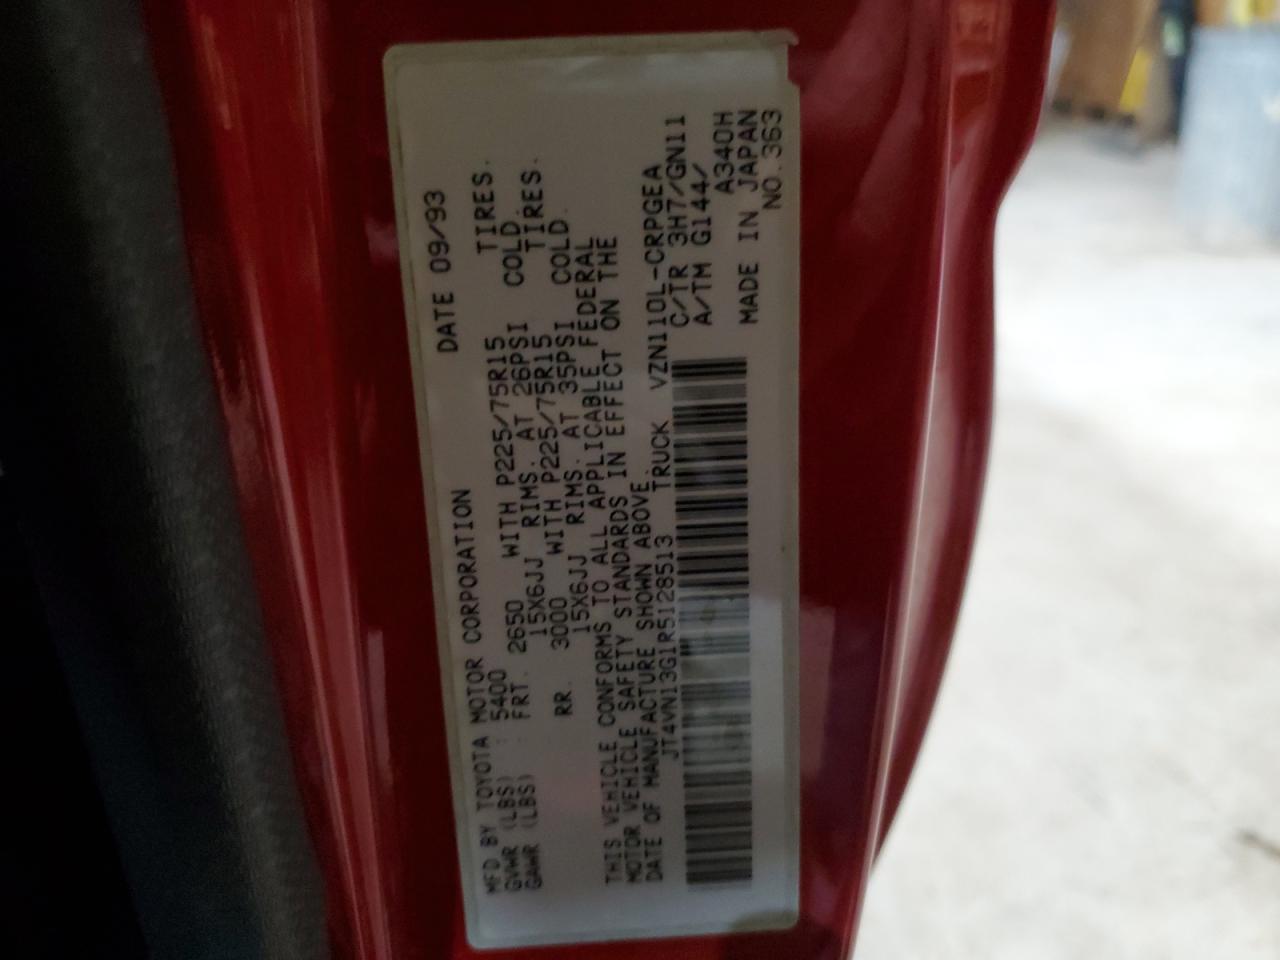 MFD BY TOYOTA MOTOR CORPORATION DATE 09/93
GVWR (LBS) : 5400
GAWR (LBS) : FRT. 2650 WITH P225/75R15 TIRES.
15X6JJ RIMS. AT 26PSI COLD.
RR. 3000 WITH P225/75R15 TIRES.
15X6JJ RIMS. AT 35PSI COLD.
THIS VEHICLE CONFORMS TO ALL APPLICABLE FEDERAL
MOTOR VEHICLE SAFETY STANDARDS IN EFFECT ON THE
DATE OF MANUFACTURE SHOWN ABOVE.
JT4VN13G1R5128513 TRUCK VZN110L-CRPGEA
C/TR 3H7/GN11
A/TM G144/
A340H
MADE IN JAPAN
NO.363